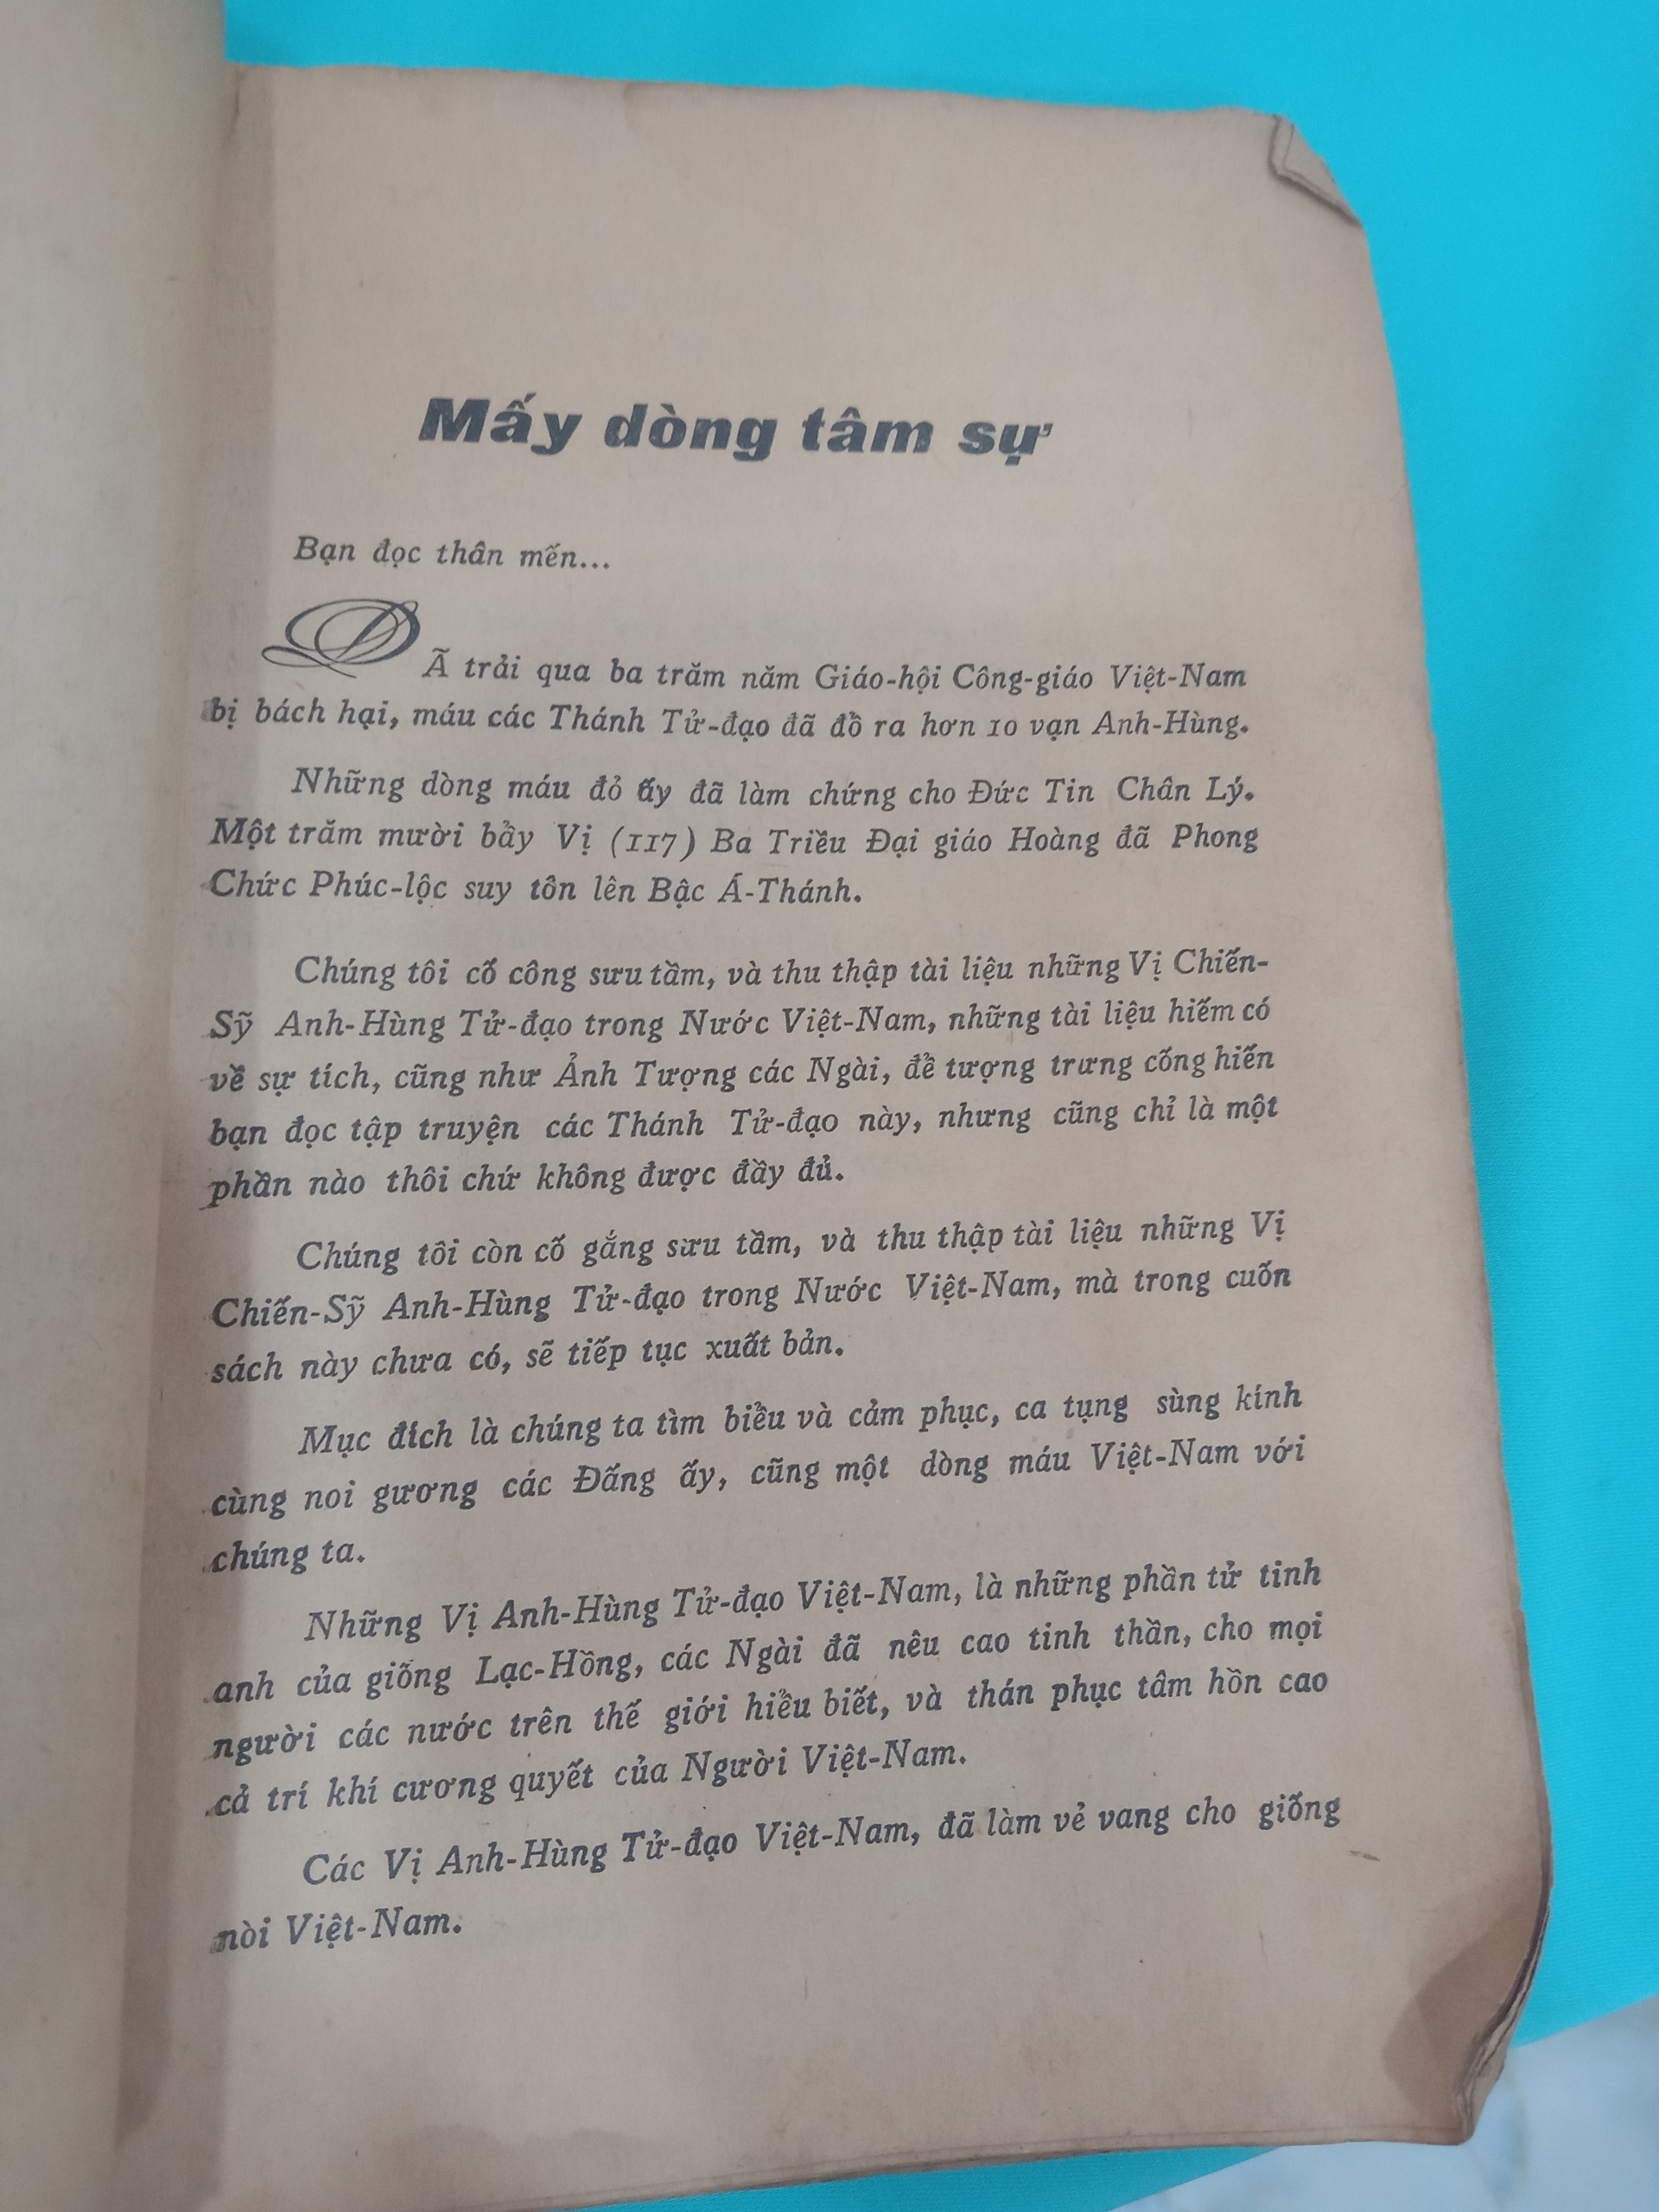 Mấy dòng tâm sự
Bạn đọc thân mến...
ĐÃ trải qua ba trăm năm Giáo-hội Công-giáo Việt-Nam
bị bách hại, máu các Thánh Tử-đạo đã đổ ra hơn 10 vạn Anh-Hùng.
Những dòng máu đỏ ấy đã làm chứng cho Đức Tin Chân Lý.
Một trăm mười bẩy Vị (117) Ba Triều Đại giáo Hoàng đã Phong
Chức Phúc-lộc suy tôn lên Bậc Á-Thánh.
Chúng tôi cố công sưu tầm, và thu thập tài liệu những Vị Chiến-
Sỹ Anh-Hùng Tử-đạo trong Nước Việt-Nam, những tài liệu hiếm có
về sự tích, cũng như Ảnh Tượng các Ngài, để tượng trưng cống hiến
bạn đọc tập truyện các Thánh Tử-đạo này, nhưng cũng chỉ là một
phần nào thôi chứ không được đầy đủ.
Chúng tôi còn cố gắng sưu tầm, và thu thập tài liệu những Vị
Chiến-Sỹ Anh-Hùng Tử-đạo trong Nước Việt-Nam, mà trong cuốn
sách này chưa có, sẽ tiếp tục xuất bản.
Mục đích là chúng ta tìm biểu và cảm phục, ca tụng sùng kính
cùng noi gương các Đấng ấy, cũng một dòng máu Việt-Nam với
chúng ta.
Những Vị Anh-Hùng Tử-đạo Việt-Nam, là những phần tử tinh
anh của giống Lạc-Hồng, các Ngài đã nêu cao tinh thần, cho mọi
người các nước trên thế giới hiểu biết, và thán phục tâm hồn cao
cả trí khí cương quyết của Người Việt-Nam.
Các Vị Anh-Hùng Tử-đạo Việt-Nam, đã làm vẻ vang cho giống
nòi Việt-Nam.